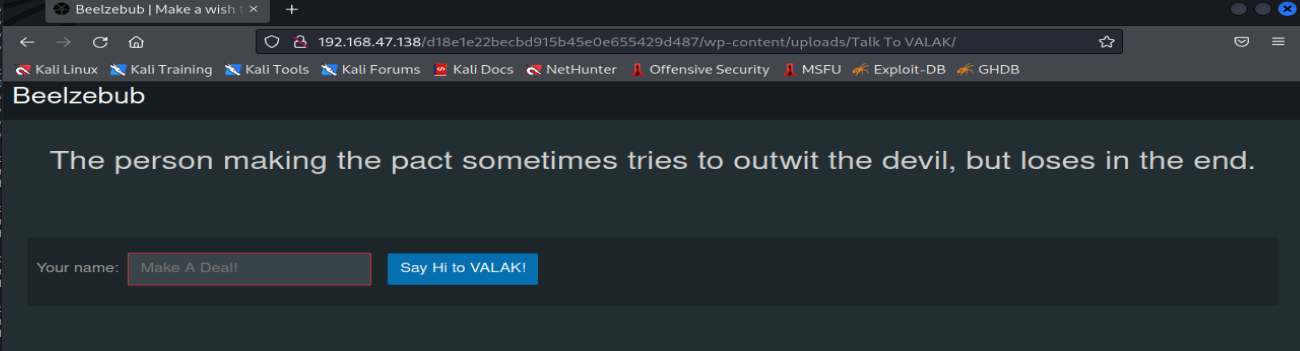 Beelzebub | Make a wish t
192.168.47.138/d18e1e22becbd915b45e0e655429d487/wp-content/uploads/Talk To VALAK/
Kali Linux Kali Training Kali Tools Kali Forums Kali Docs NetHunter Offensive Security MSFU Exploit-DB GHDB
Beelzebub
The person making the pact sometimes tries to outwit the devil, but loses in the end.
Your name: Make A Deal! Say Hi to VALAK!